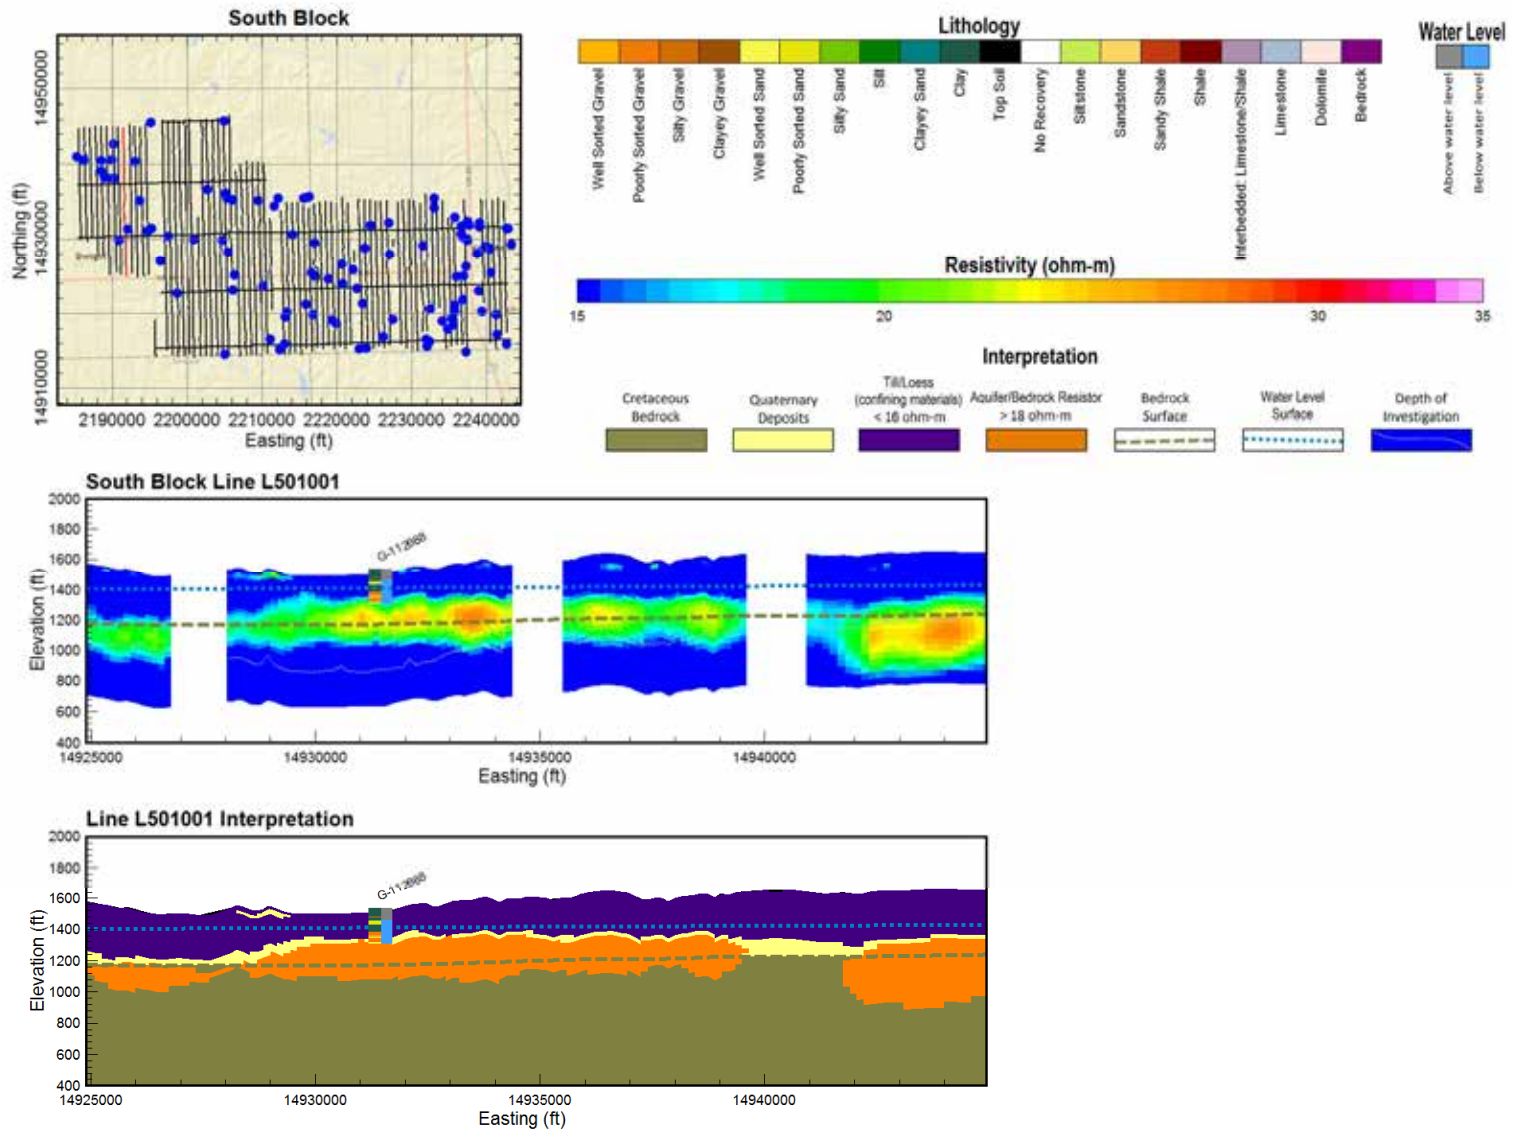 South Block
Northing (ft)
14950000
14930000
14910000
2190000 2200000 2210000 2220000 2230000 2240000
Easting (ft)
Lithology
Well Sorted Gravel
Poorly Sorted Gravel
Silty Gravel
Clayey Gravel
Well Sorted Sand
Poorly Sorted Sand
Silty Sand
Silt
Clayey Sand
Clay
Top Soil
No Recovery
Siltstone
Sandstone
Sandy Shale
Shale
Interbedded: Limestone/Shale
Limestone
Dolomite
Bedrock
Water Level
Above water level
Below water level
Resistivity (ohm-m)
15 20 30 35
Interpretation
Cretaceous
Bedrock
Quaternary
Deposits
Till/Loess
(confining materials)
< 16 ohm-m
Aquifer/Bedrock Resistor
> 18 ohm-m
Bedrock
Surface
Water Level
Surface
Depth of
Investigation
South Block Line L501001
Elevation (ft)
2000
1800
1600
1400
1200
1000
800
600
400
14925000 14930000 14935000 14940000
Easting (ft)
Line L501001 Interpretation
Elevation (ft)
2000
1800
1600
1400
1200
1000
800
600
400
14925000 14930000 14935000 14940000
Easting (ft)